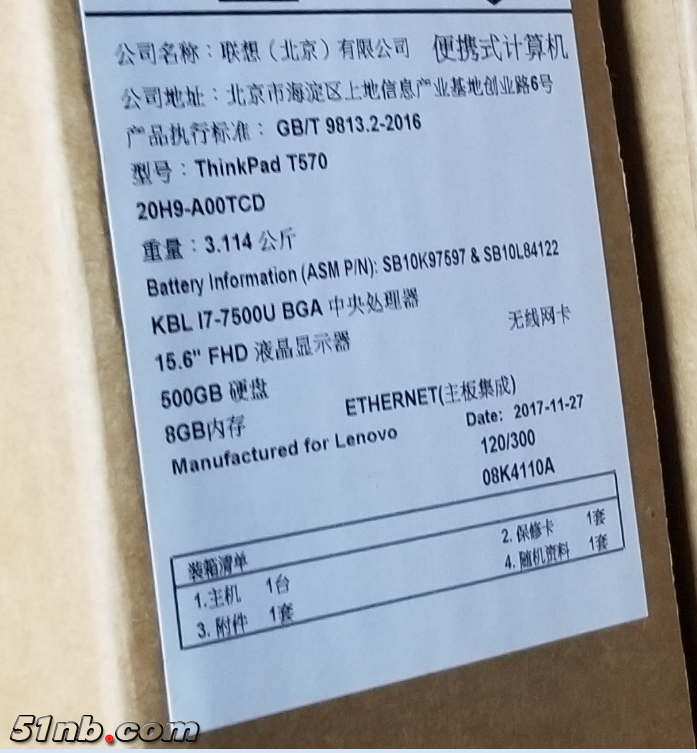 公司名称：联想（北京）有限公司 便携式计算机
公司地址：北京市海淀区上地信息产业基地创业路6号
产品执行标准： GB/T 9813.2-2016
型号：ThinkPad T570
20H9-A00TCD
重量：3.114 公斤
Battery Information (ASM P/N): SB10K97597 & SB10L84122
KBL I7-7500U BGA 中央处理器
15.6" FHD 液晶显示器 无线网卡
500GB 硬盘
8GB内存 ETHERNET(主板集成)
Manufactured for Lenovo Date: 2017-11-27
120/300
08K4110A
装箱清单
1.主机 1台 2.保修卡 1套
3.附件 1套 4.随机资料 1套
51nb.com